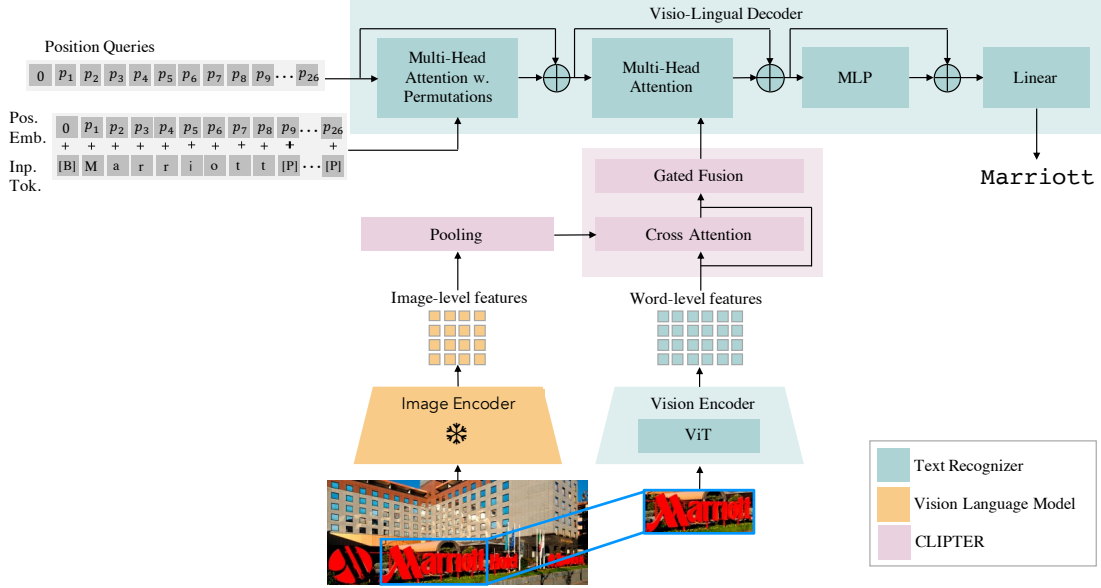 Visio-Lingual Decoder
Position Queries
0 p1 p2 p3 p4 p5 p6 p7 p8 p9 ... p26
Multi-Head
Attention w.
Permutations
Multi-Head
Attention
MLP
Linear
Pos.
Emb.
0 p1 p2 p3 p4 p5 p6 p7 p8 p9 ... p26
+ + + + + + + + + + +
Inp.
Tok.
[B] M a r r i o t t [P] ... [P]
Marriott
Gated Fusion
Pooling
Cross Attention
Image-level features
Word-level features
Image Encoder
Vision Encoder
ViT
Text Recognizer
Vision Language Model
CLIPTER
Marriott
Marriott